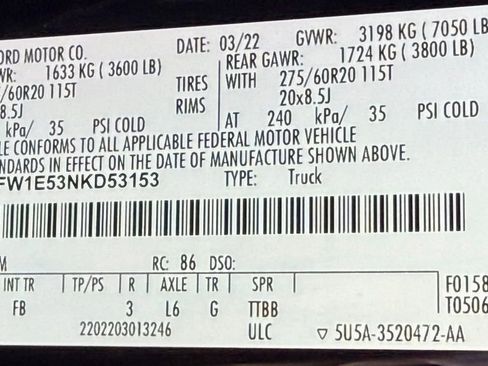 ORD MOTOR CO. DATE: 03/22 GVWR: 3198 KG ( 7050 LB
WR: 1633 KG ( 3600 LB) REAR GAWR: 1724 KG ( 3800 LB)
/60R20 115T TIRES WITH 275/60R20 115T
8.5J RIMS 20x8.5J
kPa/ 35 PSI COLD AT 240 kPa/ 35 PSI COLD
LE CONFORMS TO ALL APPLICABLE FEDERAL MOTOR VEHICLE
NDARDS IN EFFECT ON THE DATE OF MANUFACTURE SHOWN ABOVE.
FW1E53NKD53153 TYPE: Truck
M RC: 86 DSO:
INT TR TP/PS R AXLE TR SPR F0158
FB 3 L6 G TTBB T0506
2202203013246 ULC ▽ 5U5A-3520472-AA